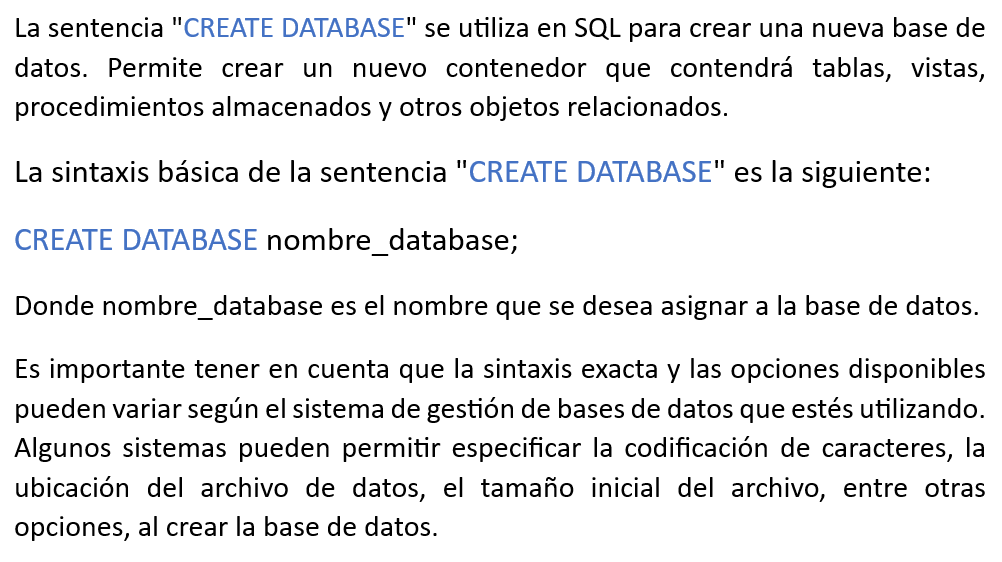 La sentencia "CREATE DATABASE" se utiliza en SQL para crear una nueva base de
datos. Permite crear un nuevo contenedor que contendrá tablas, vistas,
procedimientos almacenados y otros objetos relacionados.
La sintaxis básica de la sentencia "CREATE DATABASE" es la siguiente:
CREATE DATABASE nombre_database;
Donde nombre_database es el nombre que se desea asignar a la base de datos.
Es importante tener en cuenta que la sintaxis exacta y las opciones disponibles
pueden variar según el sistema de gestión de bases de datos que estés utilizando.
Algunos sistemas pueden permitir especificar la codificación de caracteres, la
ubicación del archivo de datos, el tamaño inicial del archivo, entre otras
opciones, al crear la base de datos.